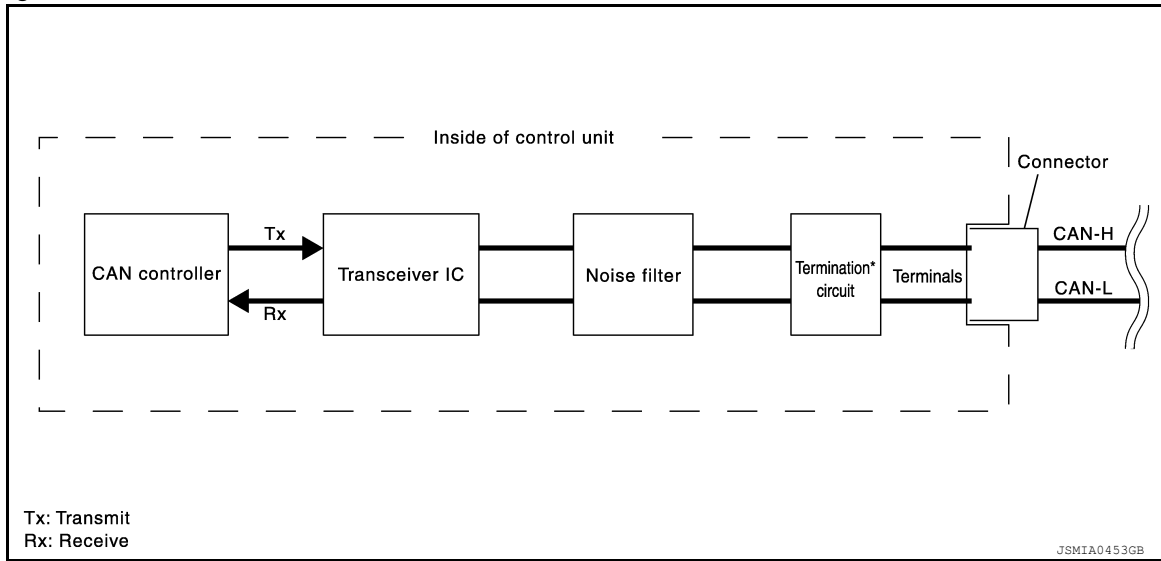 Inside of control unit
Connector
CAN controller
Tx
Rx
Transceiver IC
Noise filter
Termination*
circuit
Terminals
CAN-H
CAN-L
Tx: Transmit
Rx: Receive
JSMIA0453GB